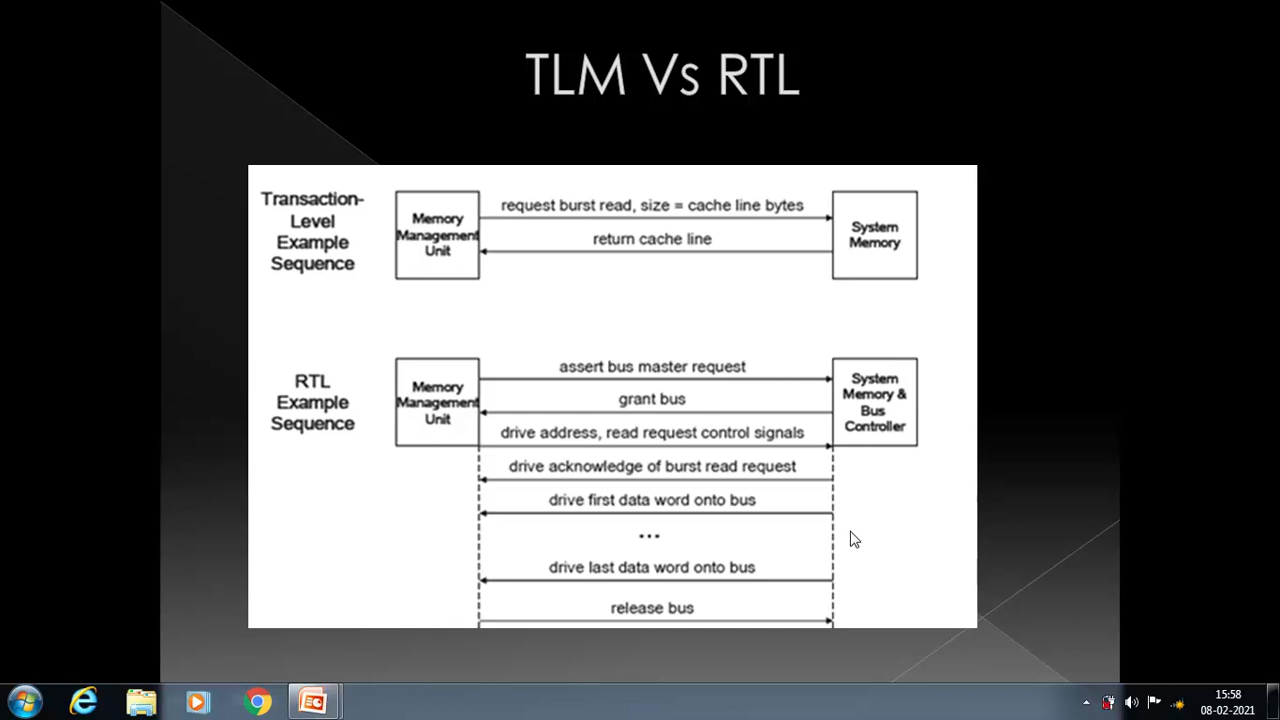 TLM Vs RTL
Transaction-
Level
Example
Sequence
Memory
Management
Unit
request burst read, size = cache line bytes
return cache line
System
Memory
RTL
Example
Sequence
Memory
Management
Unit
assert bus master request
grant bus
drive address, read request control signals
drive acknowledge of burst read request
drive first data word onto bus
...
drive last data word onto bus
release bus
System
Memory &
Bus
Controller
15:58
08-02-2021